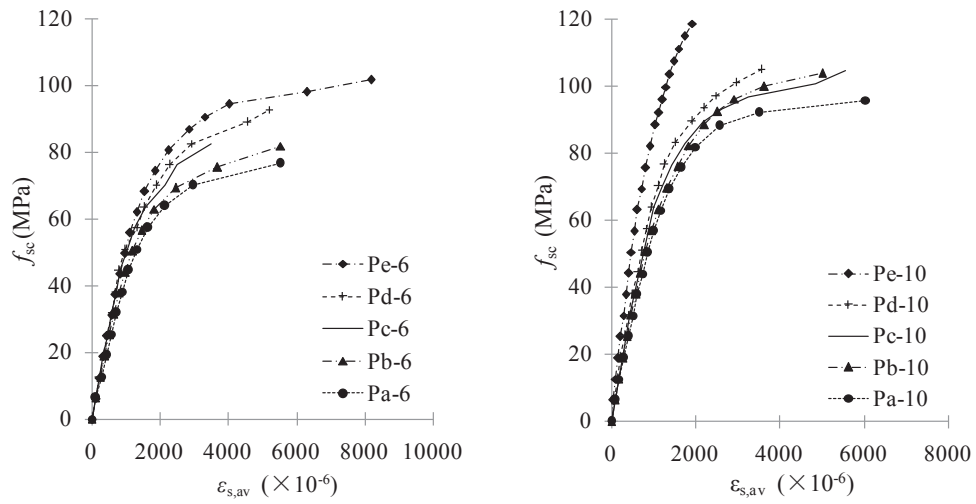 120
100
80
60
40
20
0
f_sc (MPa)
Pe-6
Pd-6
Pc-6
Pb-6
Pa-6
0 2000 4000 6000 8000 10000
ε_s,av (×10⁻⁶)
120
100
80
60
40
20
0
f_sc (MPa)
Pe-10
Pd-10
Pc-10
Pb-10
Pa-10
0 2000 4000 6000 8000
ε_s,av (×10⁻⁶)